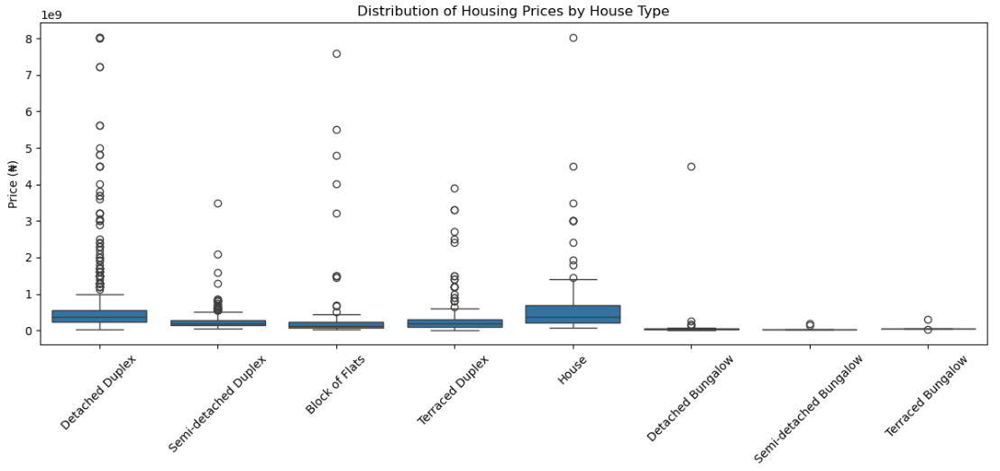 Distribution of Housing Prices by House Type
1e9
8
7
6
5
4
3
2
1
0
Price (₦)
Detached Duplex
Semi-detached Duplex
Block of Flats
Terraced Duplex
House
Detached Bungalow
Semi-detached Bungalow
Terraced Bungalow